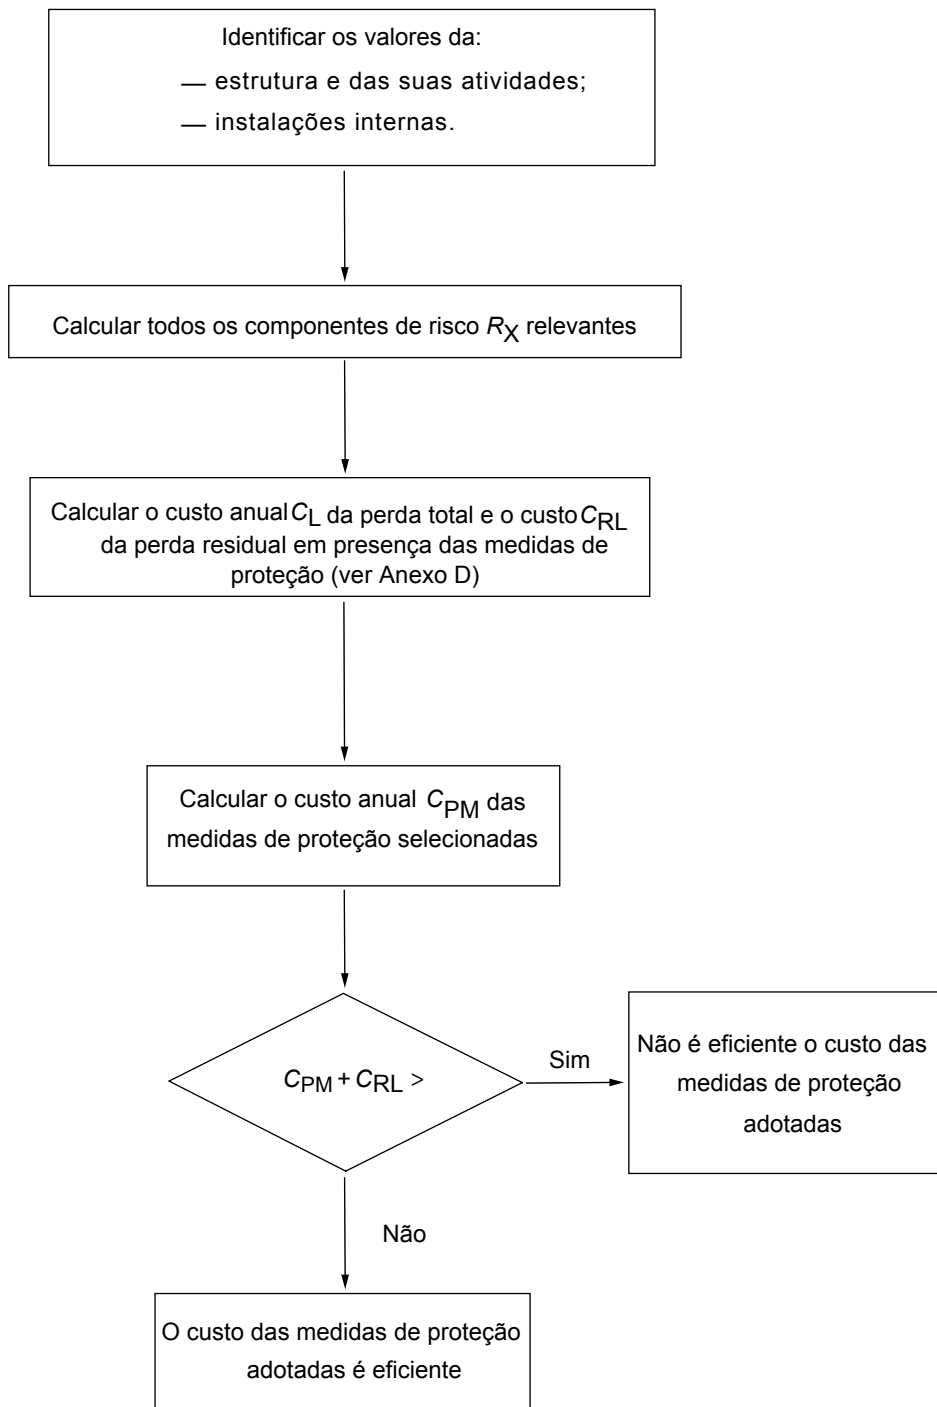 Identificar os valores da:
— estrutura e das suas atividades;
— instalações internas.
Calcular todos os componentes de risco RX relevantes
Calcular o custo anual CL da perda total e o custo CRL
da perda residual em presença das medidas de
proteção (ver Anexo D)
Calcular o custo anual CPM das
medidas de proteção selecionadas
CPM + CRL >
Sim
Não é eficiente o custo das
medidas de proteção
adotadas
Não
O custo das medidas de proteção
adotadas é eficiente